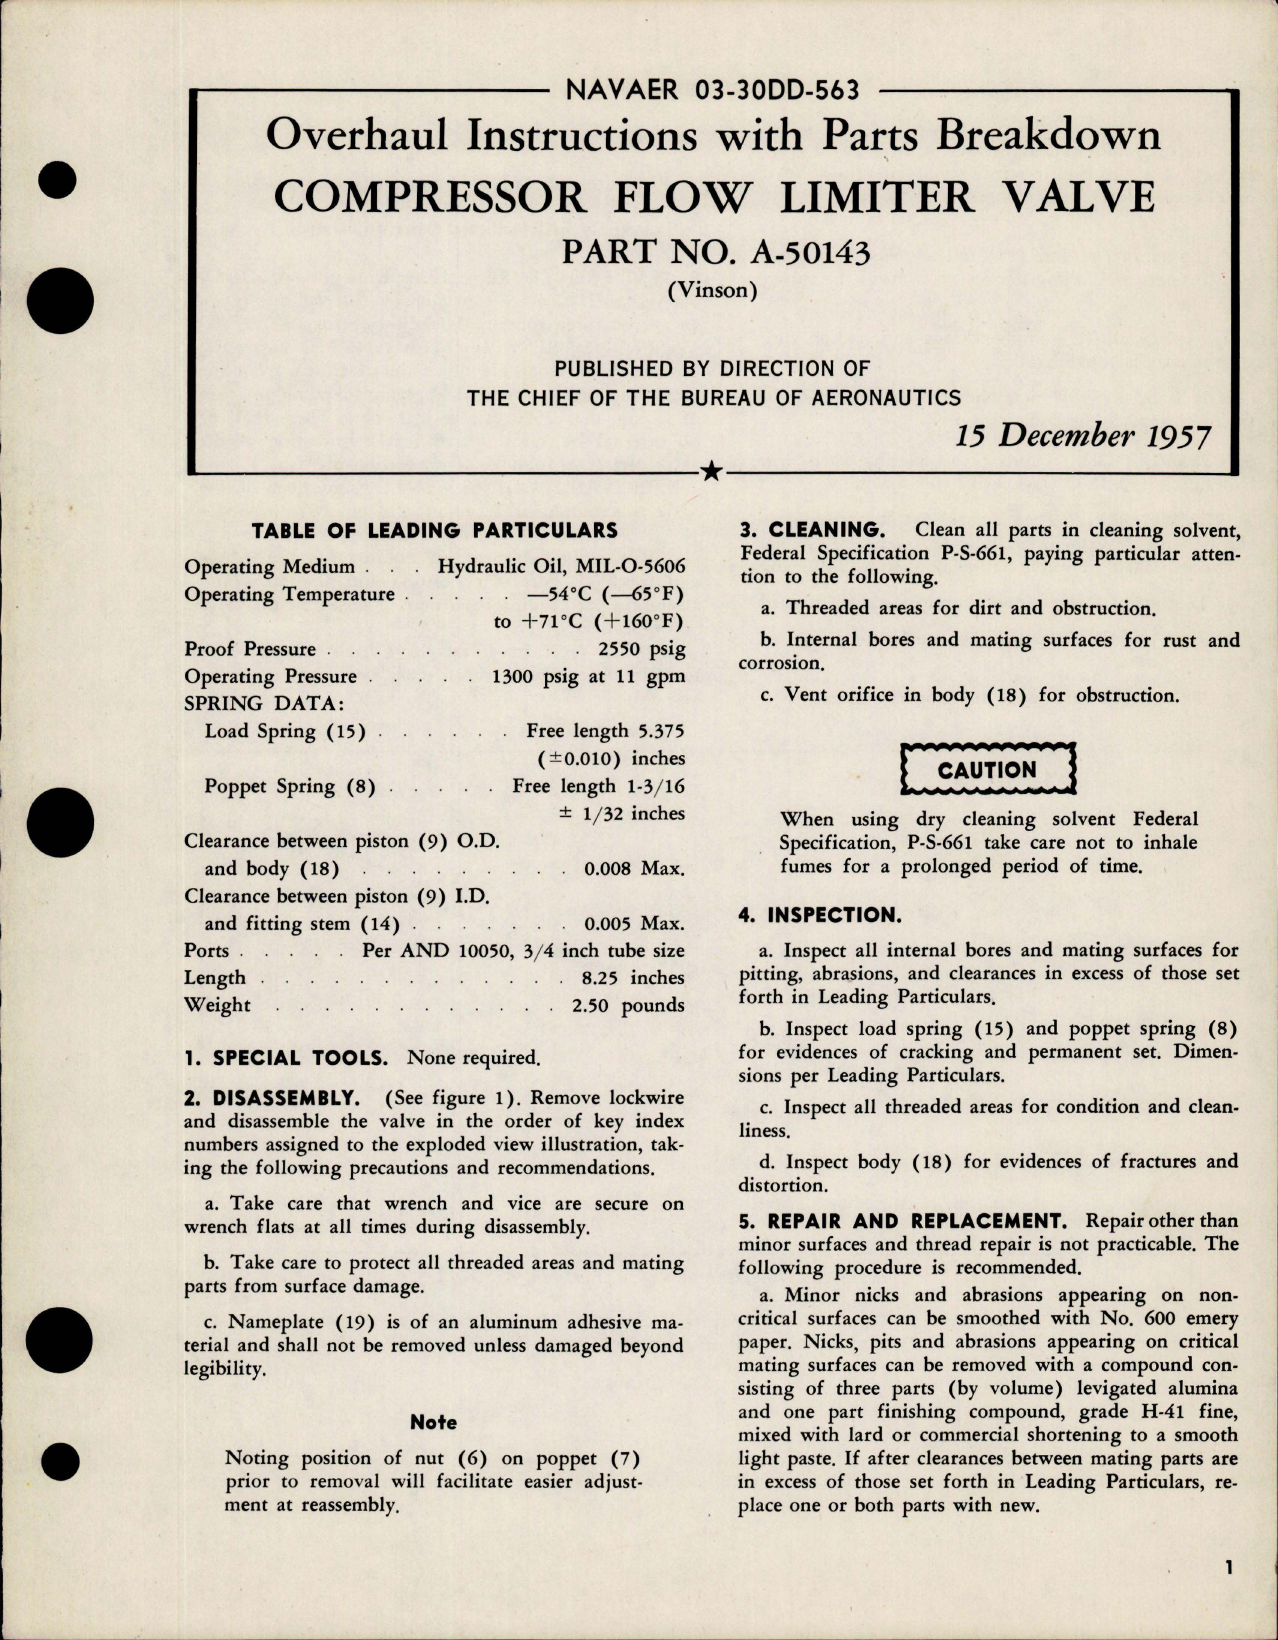 NAVAER 03-30DD-563
Overhaul Instructions with Parts Breakdown
COMPRESSOR FLOW LIMITER VALVE
PART NO. A-50143
(Vinson)
PUBLISHED BY DIRECTION OF
THE CHIEF OF THE BUREAU OF AERONAUTICS
15 December 1957
TABLE OF LEADING PARTICULARS
Operating Medium . . . Hydraulic Oil, MIL-O-5606
Operating Temperature . . . . . —54°C (—65°F)
to +71°C (+160°F)
Proof Pressure . . . . . . . . . . . 2550 psig
Operating Pressure . . . . . 1300 psig at 11 gpm
SPRING DATA:
Load Spring (15) . . . . . . Free length 5.375
(±0.010) inches
Poppet Spring (8) . . . . . Free length 1-3/16
± 1/32 inches
Clearance between piston (9) O.D.
and body (18) . . . . . . . . . 0.008 Max.
Clearance between piston (9) I.D.
and fitting stem (14) . . . . . . . 0.005 Max.
Ports . . . . . Per AND 10050, 3/4 inch tube size
Length . . . . . . . . . . . . . 8.25 inches
Weight . . . . . . . . . . . . 2.50 pounds
1. SPECIAL TOOLS. None required.
2. DISASSEMBLY. (See figure 1). Remove lockwire
and disassemble the valve in the order of key index
numbers assigned to the exploded view illustration, tak-
ing the following precautions and recommendations.
a. Take care that wrench and vice are secure on
wrench flats at all times during disassembly.
b. Take care to protect all threaded areas and mating
parts from surface damage.
c. Nameplate (19) is of an aluminum adhesive ma-
terial and shall not be removed unless damaged beyond
legibility.
Note
Noting position of nut (6) on poppet (7)
prior to removal will facilitate easier adjust-
ment at reassembly.
3. CLEANING. Clean all parts in cleaning solvent,
Federal Specification P-S-661, paying particular atten-
tion to the following.
a. Threaded areas for dirt and obstruction.
b. Internal bores and mating surfaces for rust and
corrosion.
c. Vent orifice in body (18) for obstruction.
CAUTION
When using dry cleaning solvent Federal
Specification, P-S-661 take care not to inhale
fumes for a prolonged period of time.
4. INSPECTION.
a. Inspect all internal bores and mating surfaces for
pitting, abrasions, and clearances in excess of those set
forth in Leading Particulars.
b. Inspect load spring (15) and poppet spring (8)
for evidences of cracking and permanent set. Dimen-
sions per Leading Particulars.
c. Inspect all threaded areas for condition and clean-
liness.
d. Inspect body (18) for evidences of fractures and
distortion.
5. REPAIR AND REPLACEMENT. Repair other than
minor surfaces and thread repair is not practicable. The
following procedure is recommended.
a. Minor nicks and abrasions appearing on non-
critical surfaces can be smoothed with No. 600 emery
paper. Nicks, pits and abrasions appearing on critical
mating surfaces can be removed with a compound con-
sisting of three parts (by volume) levigated alumina
and one part finishing compound, grade H-41 fine,
mixed with lard or commercial shortening to a smooth
light paste. If after clearances between mating parts are
in excess of those set forth in Leading Particulars, re-
place one or both parts with new.
1